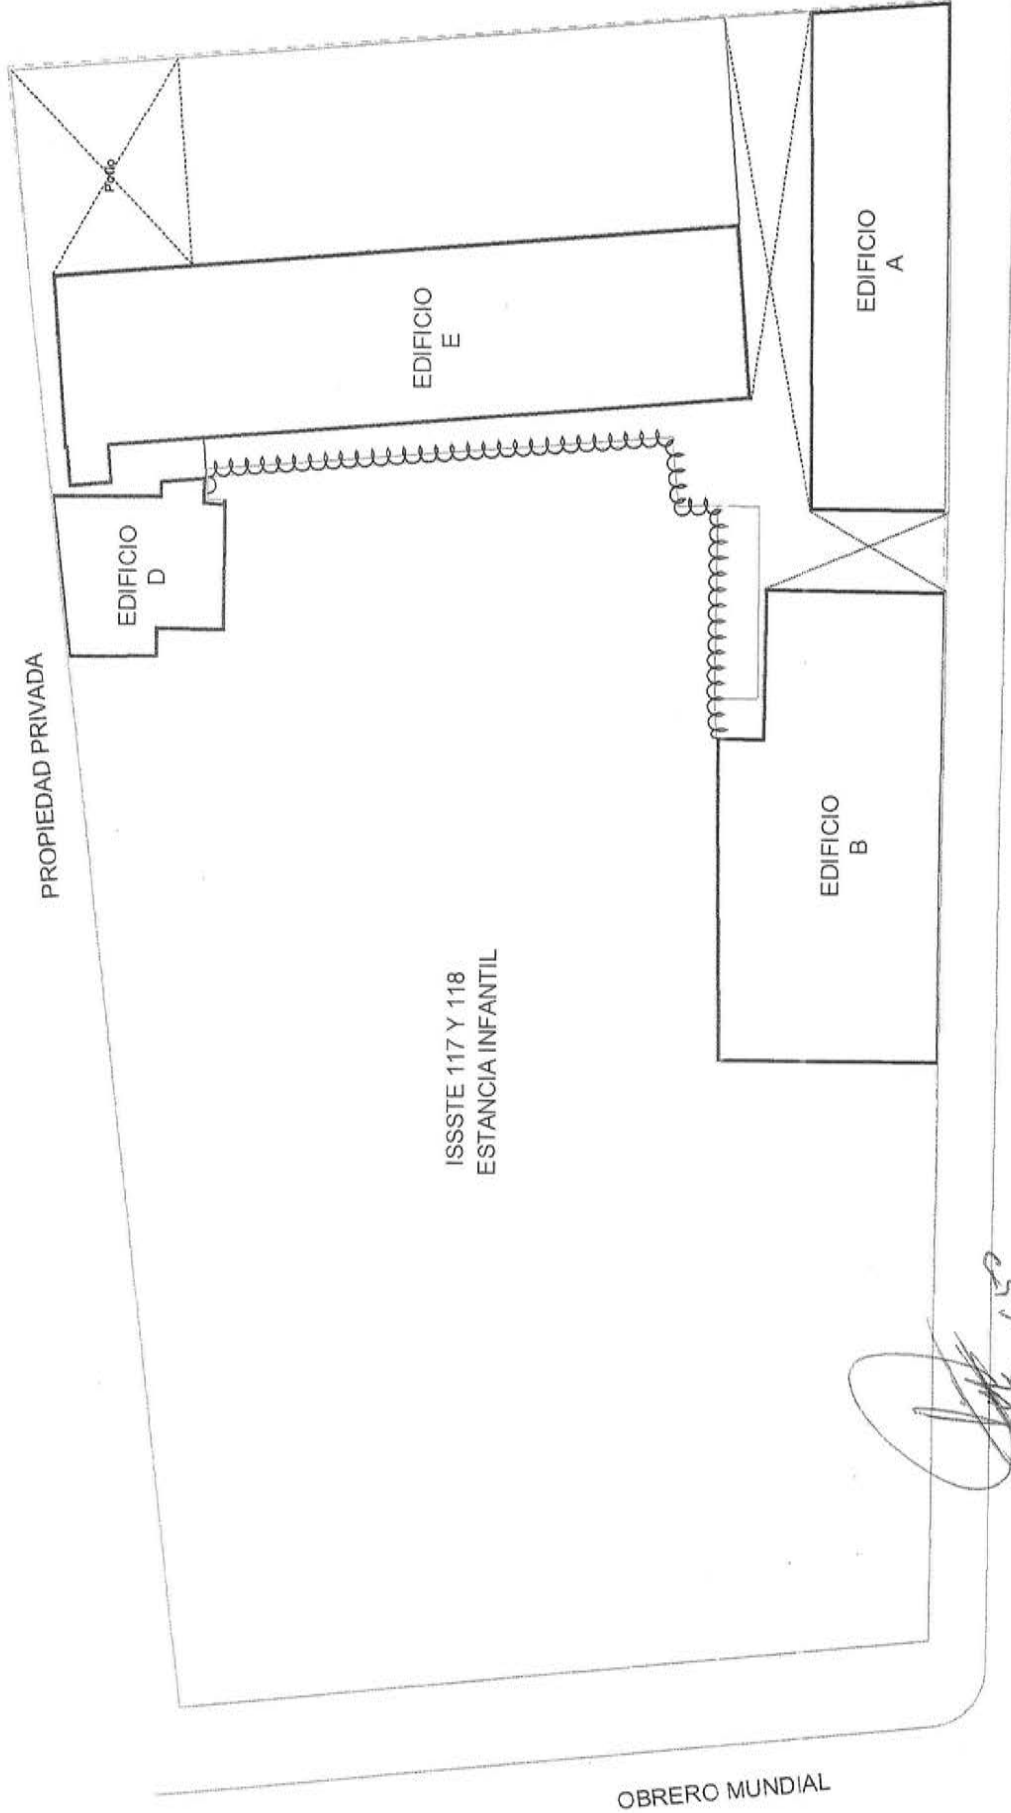 PROPIEDAD PRIVADA
Patio
EDIFICIO
D
EDIFICIO
E
EDIFICIO
A
EDIFICIO
B
ISSSTE 117 Y 118
ESTANCIA INFANTIL
OBRERO MUNDIAL